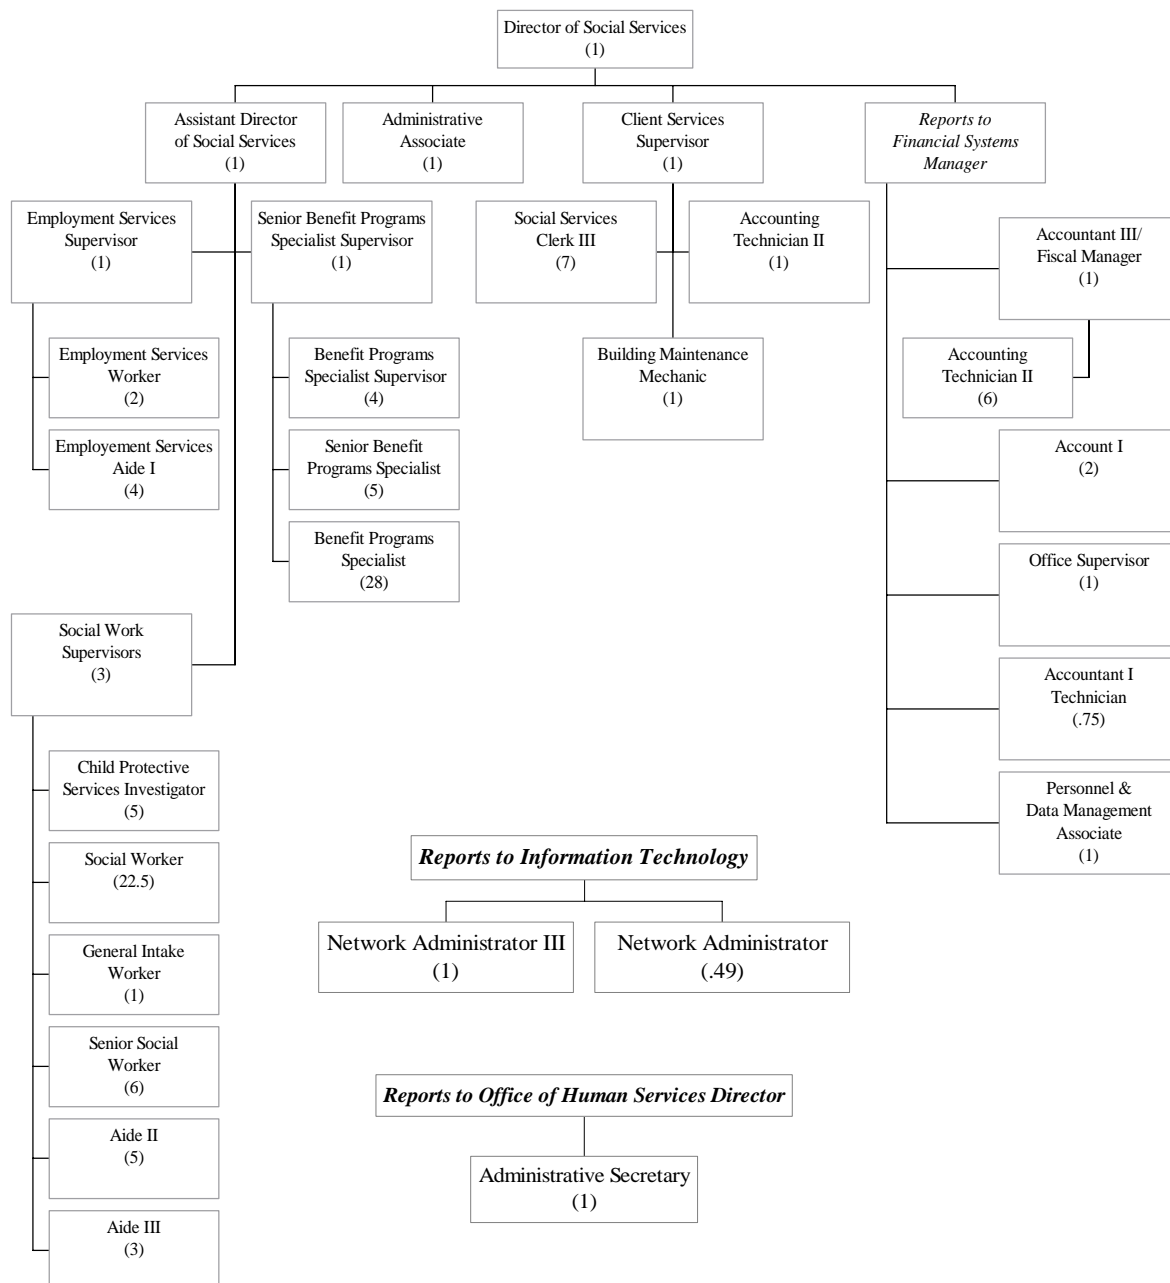 Director of Social Services
(1)
Assistant Director
of Social Services
(1)
Administrative
Associate
(1)
Client Services
Supervisor
(1)
Reports to
Financial Systems
Manager
Employment Services
Supervisor
(1)
Senior Benefit Programs
Specialist Supervisor
(1)
Social Services
Clerk III
(7)
Accounting
Technician II
(1)
Accountant III/
Fiscal Manager
(1)
Employment Services
Worker
(2)
Benefit Programs
Specialist Supervisor
(4)
Building Maintenance
Mechanic
(1)
Accounting
Technician II
(6)
Employement Services
Aide I
(4)
Senior Benefit
Programs Specialist
(5)
Account I
(2)
Benefit Programs
Specialist
(28)
Office Supervisor
(1)
Social Work
Supervisors
(3)
Accountant I
Technician
(.75)
Child Protective
Services Investigator
(5)
Personnel &
Data Management
Associate
(1)
Social Worker
(22.5)
Reports to Information Technology
Network Administrator III
(1)
Network Administrator
(.49)
General Intake
Worker
(1)
Senior Social
Worker
(6)
Reports to Office of Human Services Director
Aide II
(5)
Administrative Secretary
(1)
Aide III
(3)